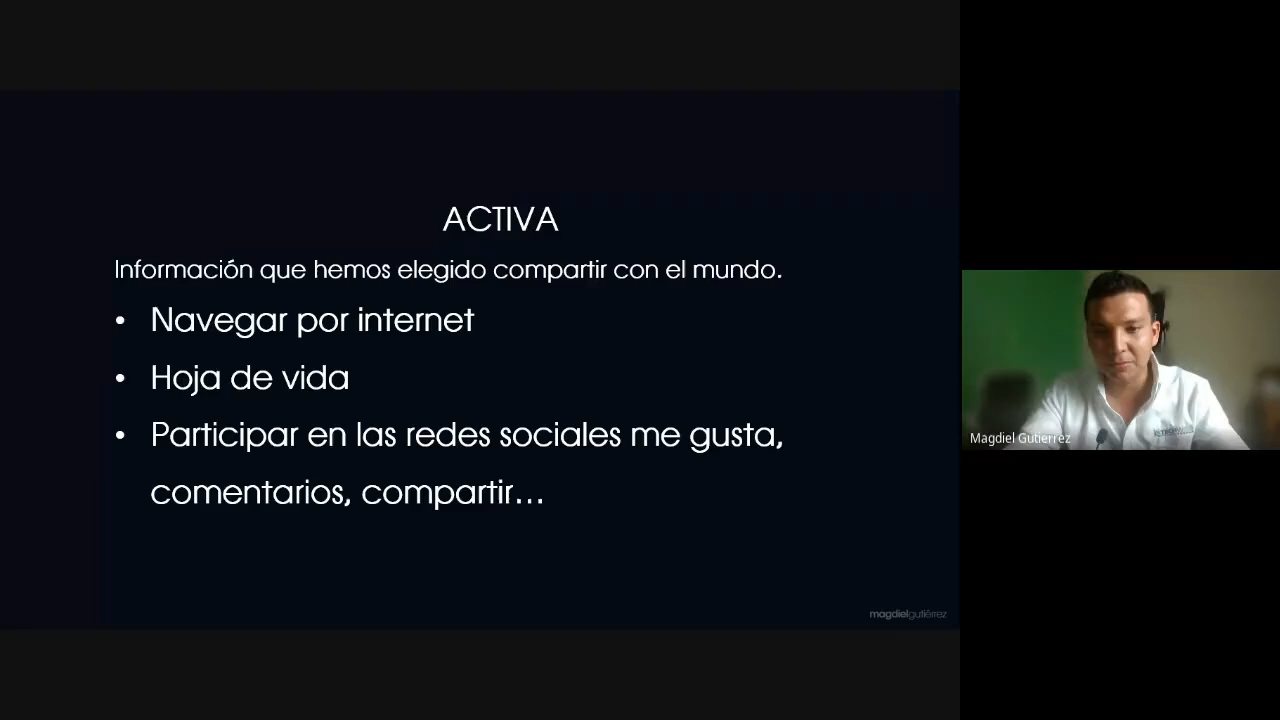 ACTIVA
Información que hemos elegido compartir con el mundo.
• Navegar por internet
• Hoja de vida
• Participar en las redes sociales me gusta,
comentarios, compartir...
magdielgutiérrez
Magdiel Gutierrez